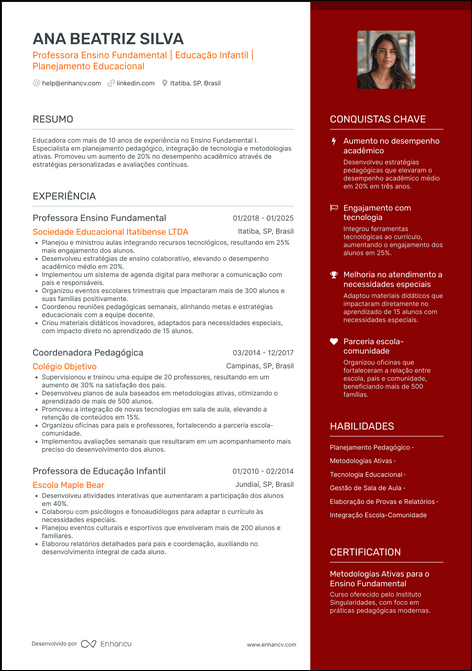 ANA BEATRIZ SILVA
Professora Ensino Fundamental | Educação Infantil |
Planejamento Educacional
help@enhancv.com linkedin.com Itatiba, SP, Brasil
RESUMO
Educadora com mais de 10 anos de experiência no Ensino Fundamental I.
Especialista em planejamento pedagógico, integração de tecnologia e metodologias
ativas. Promoveu um aumento de 20% no desempenho acadêmico através de
estratégias personalizadas e avaliações contínuas.
EXPERIÊNCIA
Professora Ensino Fundamental 01/2018 - 01/2025
Sociedade Educacional Itatibense LTDA Itatiba, SP, Brasil
• Planejou e ministrou aulas integrando recursos tecnológicos, resultando em 25%
mais engajamento dos alunos.
• Desenvolveu estratégias de ensino colaborativo, elevando o desempenho
acadêmico médio em 20%.
• Implementou um sistema de agenda digital para melhorar a comunicação com
pais e responsáveis.
• Organizou eventos escolares trimestrais que impactaram mais de 300 alunos e
suas famílias positivamente.
• Coordenou reuniões pedagógicas semanais, alinhando metas e estratégias
educacionais com a equipe docente.
• Criou materiais didáticos inovadores, adaptados para necessidades especiais,
com impacto direto no aprendizado de 15 alunos.
Coordenadora Pedagógica 03/2014 - 12/2017
Colégio Objetivo Campinas, SP, Brasil
• Supervisionou e treinou uma equipe de 20 professores, resultando em um
aumento de 30% na satisfação dos pais.
• Desenvolveu planos de aula baseados em metodologias ativas, otimizando o
aprendizado de mais de 500 alunos.
• Promoveu a integração de novas tecnologias em sala de aula, elevando a
retenção de conteúdos em 15%.
• Organizou oficinas para pais e professores, fortalecendo a parceria escola-
comunidade.
• Implementou avaliações semanais que resultaram em um acompanhamento mais
preciso do desenvolvimento dos alunos.
Professora de Educação Infantil 01/2010 - 02/2014
Escola Maple Bear Jundiaí, SP, Brasil
• Desenvolveu atividades interativas que aumentaram a participação dos alunos
em 40%.
• Colaborou com psicólogos e fonoaudiólogos para adaptar o currículo às
necessidades especiais.
• Planejou eventos culturais e esportivos que envolveram mais de 200 alunos e
familiares.
• Elaborou relatórios detalhados para pais e coordenação, auxiliando no
desenvolvimento integral de cada aluno.
CONQUISTAS CHAVE
Aumento no desempenho
acadêmico
Desenvolveu estratégias
pedagógicas que elevaram o
desempenho acadêmico médio
em 20% em três anos.
Engajamento com
tecnologia
Integrou ferramentas
tecnológicas ao currículo,
aumentando o engajamento dos
alunos em 25%.
Melhoria no atendimento a
necessidades especiais
Adaptou materiais didáticos que
impactaram diretamente no
aprendizado de 15 alunos com
necessidades especiais.
Parceria escola-
comunidade
Organizou oficinas que
fortaleceram a relação entre
escola, pais e comunidade,
beneficiando mais de 500
famílias.
HABILIDADES
Planejamento Pedagógico ·
Metodologias Ativas ·
Tecnologia Educacional ·
Gestão de Sala de Aula ·
Elaboração de Provas e Relatórios ·
Integração Escola-Comunidade
CERTIFICATION
Metodologias Ativas para o
Ensino Fundamental
Curso oferecido pelo Instituto
Singularidades, com foco em
práticas pedagógicas modernas.
Desenvolvido por Enhancv www.enhancv.com